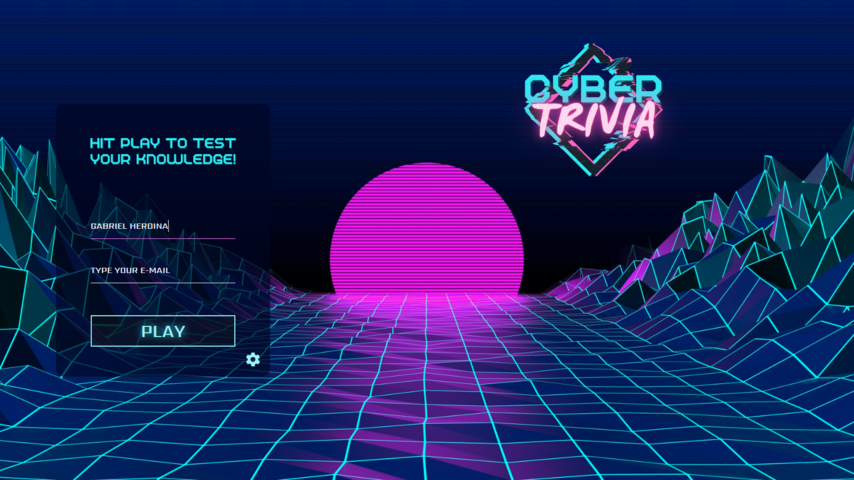 CYBER
TRIVIA
HIT PLAY TO TEST
YOUR KNOWLEDGE!
GABRIEL HEROINA
TYPE YOUR E-MAIL
PLAY